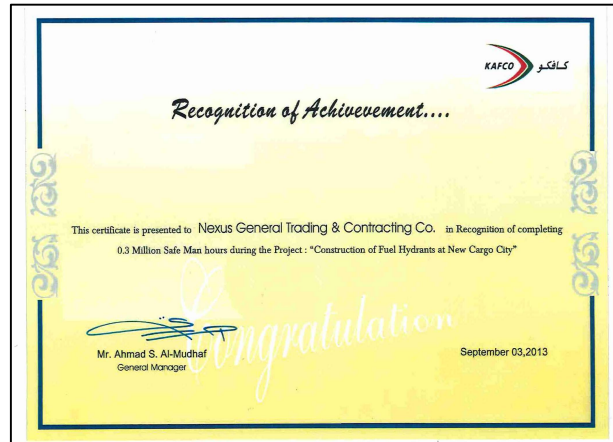 KAFCO كافكو
Recognition of Achivevement....
This certificate is presented to Nexus General Trading & Contracting Co. in Recognition of completing
0.3 Million Safe Man hours during the Project : "Construction of Fuel Hydrants at New Cargo City"
Congratulation
Mr. Ahmad S. Al-Mudhaf
General Manager
September 03,2013